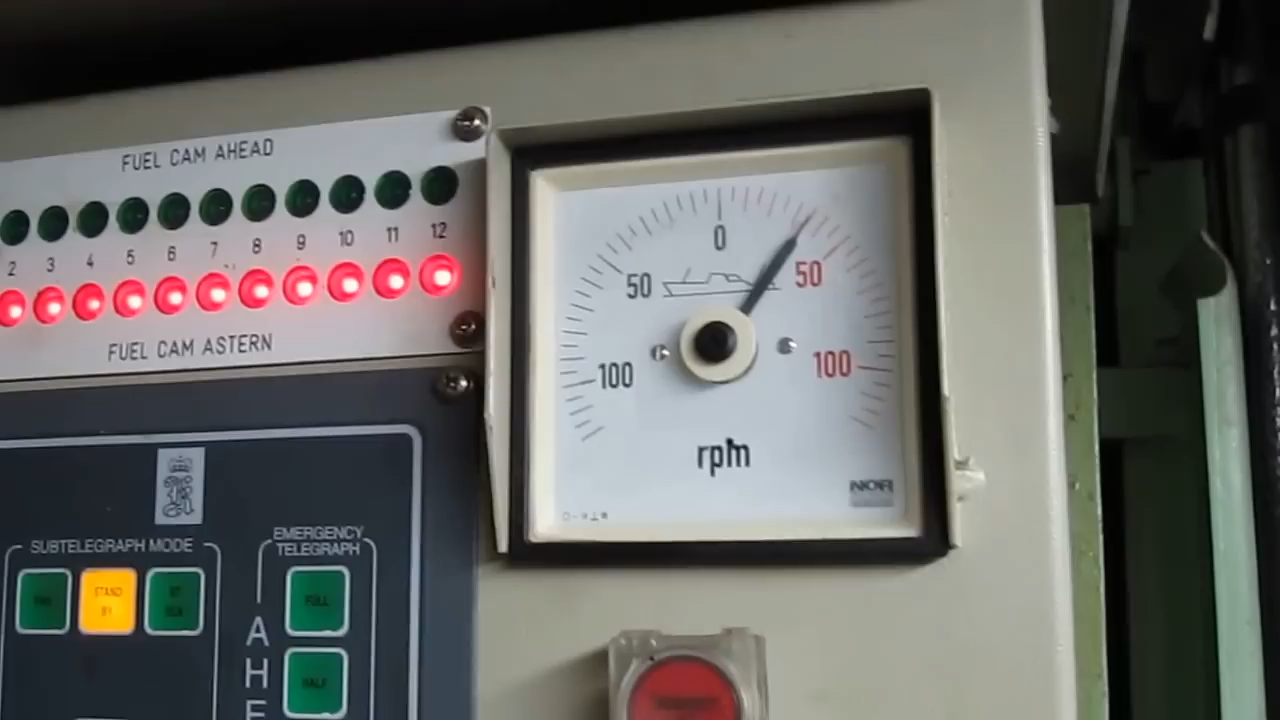 FUEL CAM AHEAD
2 3 4 5 6 7 8 9 10 11 12
FUEL CAM ASTERN
0
50 50
100 100
rpm
NOR
SUBTELEGRAPH MODE
STAND
BY
EMERGENCY
TELEGRAPH
FULL
HALF
A
H
E